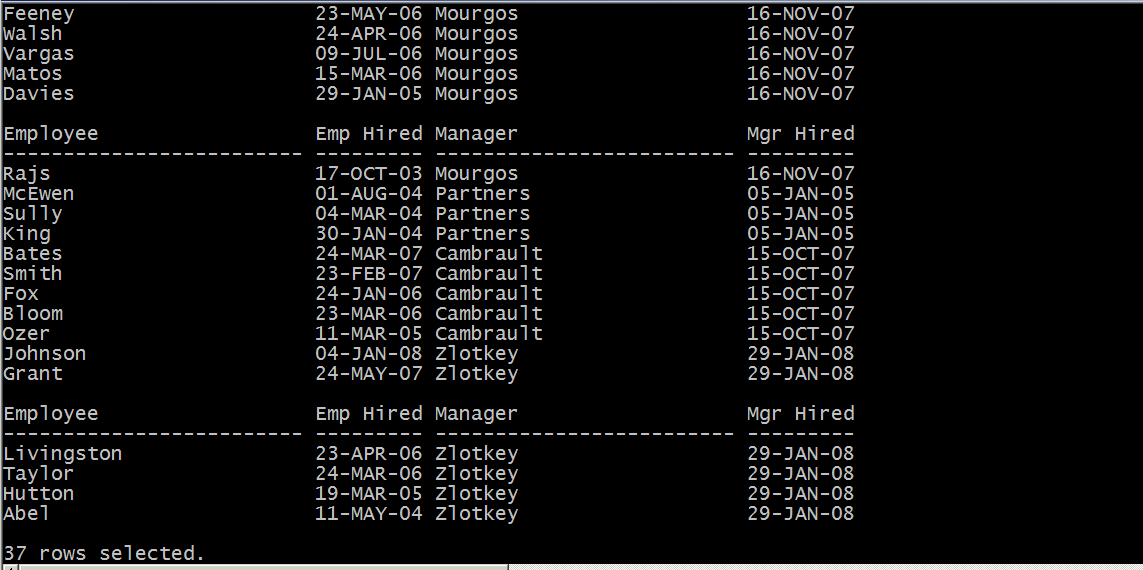 Feeney                    23-MAY-06 Mourgos                   16-NOV-07
Walsh                     24-APR-06 Mourgos                   16-NOV-07
Vargas                    09-JUL-06 Mourgos                   16-NOV-07
Matos                     15-MAR-06 Mourgos                   16-NOV-07
Davies                    29-JAN-05 Mourgos                   16-NOV-07

Employee                  Emp Hired Manager                   Mgr Hired
------------------------- --------- ------------------------- ---------
Rajs                      17-OCT-03 Mourgos                   16-NOV-07
McEwen                    01-AUG-04 Partners                  05-JAN-05
Sully                     04-MAR-04 Partners                  05-JAN-05
King                      30-JAN-04 Partners                  05-JAN-05
Bates                     24-MAR-07 Cambrault                 15-OCT-07
Smith                     23-FEB-07 Cambrault                 15-OCT-07
Fox                       24-JAN-06 Cambrault                 15-OCT-07
Bloom                     23-MAR-06 Cambrault                 15-OCT-07
Ozer                      11-MAR-05 Cambrault                 15-OCT-07
Johnson                   04-JAN-08 Zlotkey                   29-JAN-08
Grant                     24-MAY-07 Zlotkey                   29-JAN-08

Employee                  Emp Hired Manager                   Mgr Hired
------------------------- --------- ------------------------- ---------
Livingston                23-APR-06 Zlotkey                   29-JAN-08
Taylor                    24-MAR-06 Zlotkey                   29-JAN-08
Hutton                    19-MAR-05 Zlotkey                   29-JAN-08
Abel                      11-MAY-04 Zlotkey                   29-JAN-08

37 rows selected.